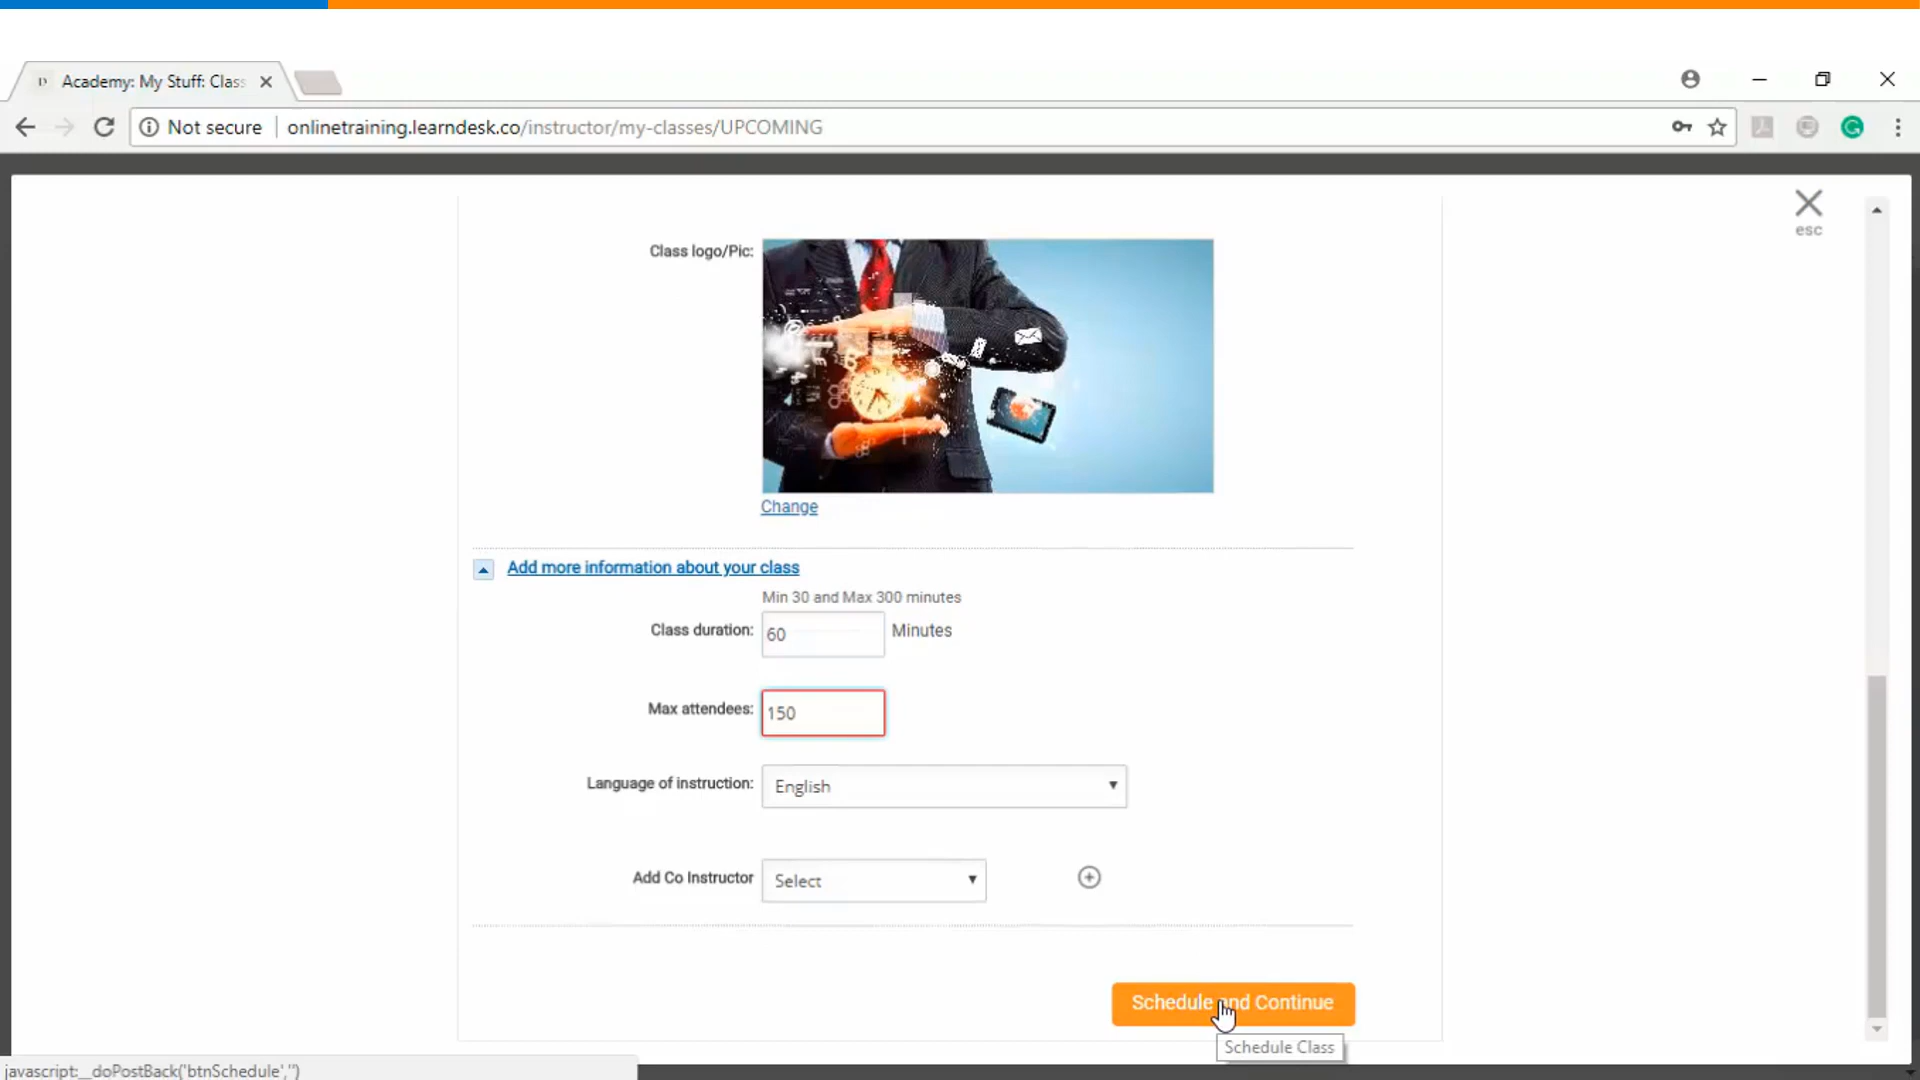 Academy: My Stuff: Clas
Not secure
onlinetraining.learndesk.co/instructor/my-classes/UPCOMING
esc
Class logo/Pic:
Change
Add more information about your class
Min 30 and Max 300 minutes
Class duration:
60
Minutes
Max attendees:
150
Language of instruction:
English
Add Co Instructor
Select
Schedule and Continue
Schedule Class
javascript:__doPostBack('btnSchedule','')